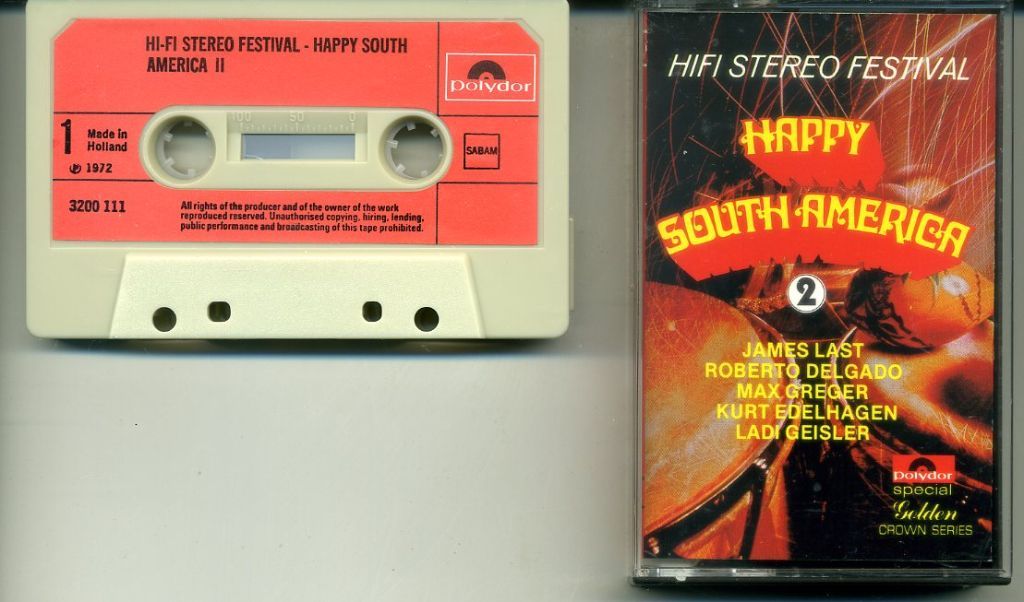 HI-FI STEREO FESTIVAL - HAPPY SOUTH
AMERICA II
polydor
1
Made in
Holland
℗ 1972
100 50 0
SABAM
3200 111
All rights of the producer and of the owner of the work
reproduced reserved. Unauthorised copying, hiring, lending,
public performance and broadcasting of this tape prohibited.
HIFI STEREO FESTIVAL
HAPPY
SOUTH AMERICA
2
JAMES LAST
ROBERTO DELGADO
MAX GREGER
KURT EDELHAGEN
LADI GEISLER
polydor
special
Golden
CROWN SERIES